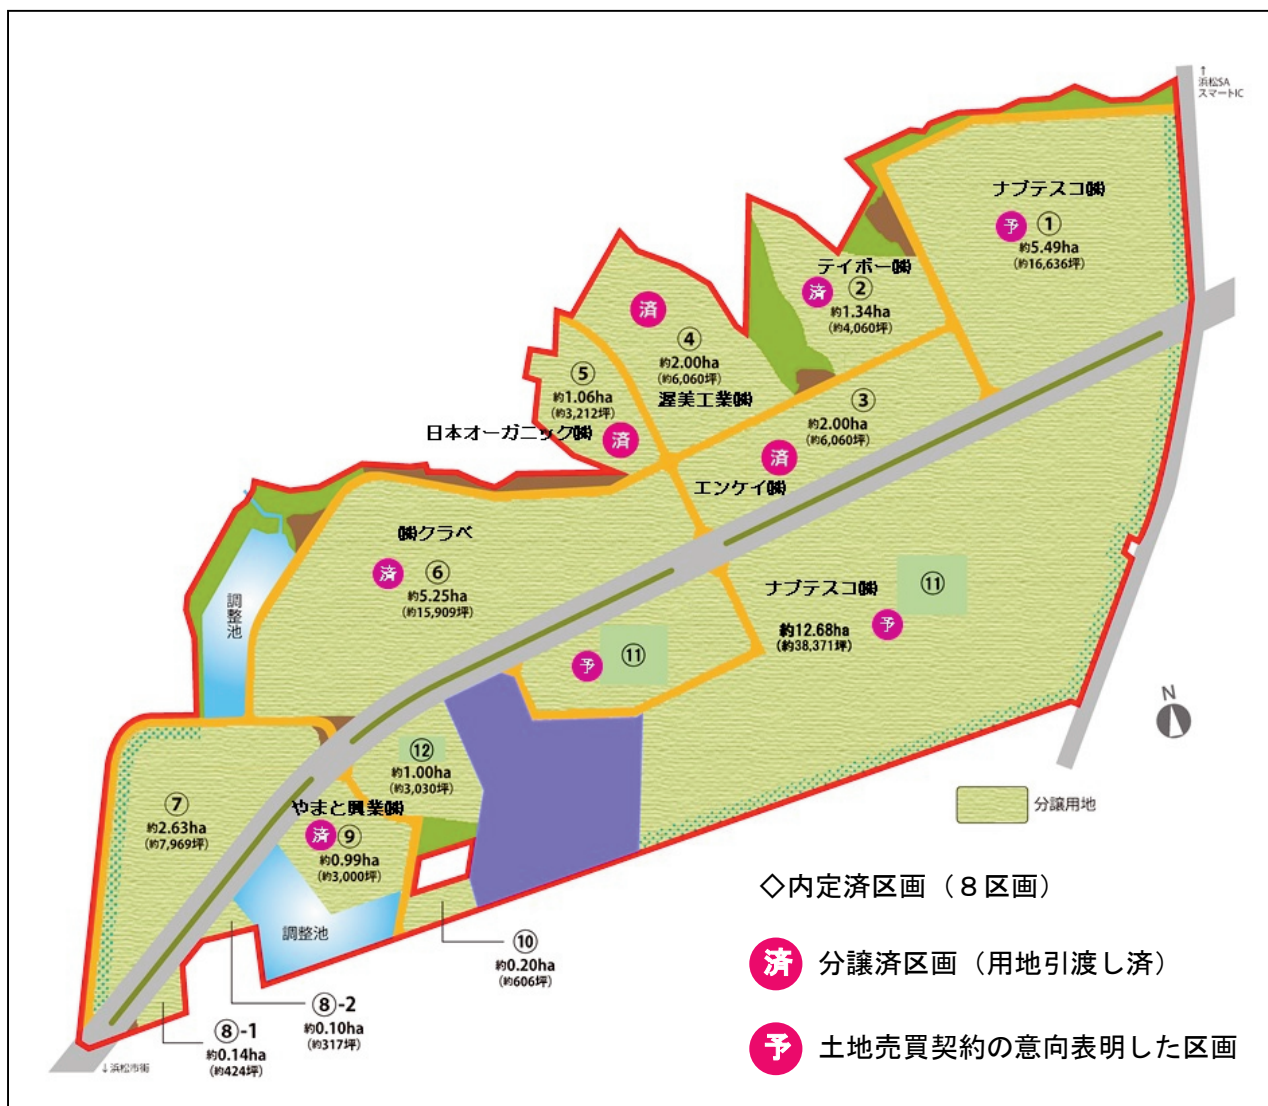 ↑
浜松SA
スマートIC
ナブテスコ㈱
予 ①
約5.49ha
(約16,636坪)
テイボー㈱
済 ②
約1.34ha
(約4,060坪)
済
④
約2.00ha
(約6,060坪)
渥美工業㈱
⑤
約1.06ha
(約3,212坪)
日本オーガニック㈱
済
③
約2.00ha
(約6,060坪)
済
エンケイ㈱
㈱クラベ
済 ⑥
約5.25ha
(約15,909坪)
調整池
ナブテスコ㈱
⑪
約12.68ha
(約38,371坪)
予
予 ⑪
N
⑫
約1.00ha
(約3,030坪)
⑦
約2.63ha
(約7,969坪)
やまと興業㈱
済 ⑨
約0.99ha
(約3,000坪)
調整池
⑩
約0.20ha
(約606坪)
⑧-2
約0.10ha
(約317坪)
⑧-1
約0.14ha
(約424坪)
↓浜松市街
分譲用地
◇内定済区画（８区画）
済 分譲済区画（用地引渡し済）
予 土地売買契約の意向表明した区画